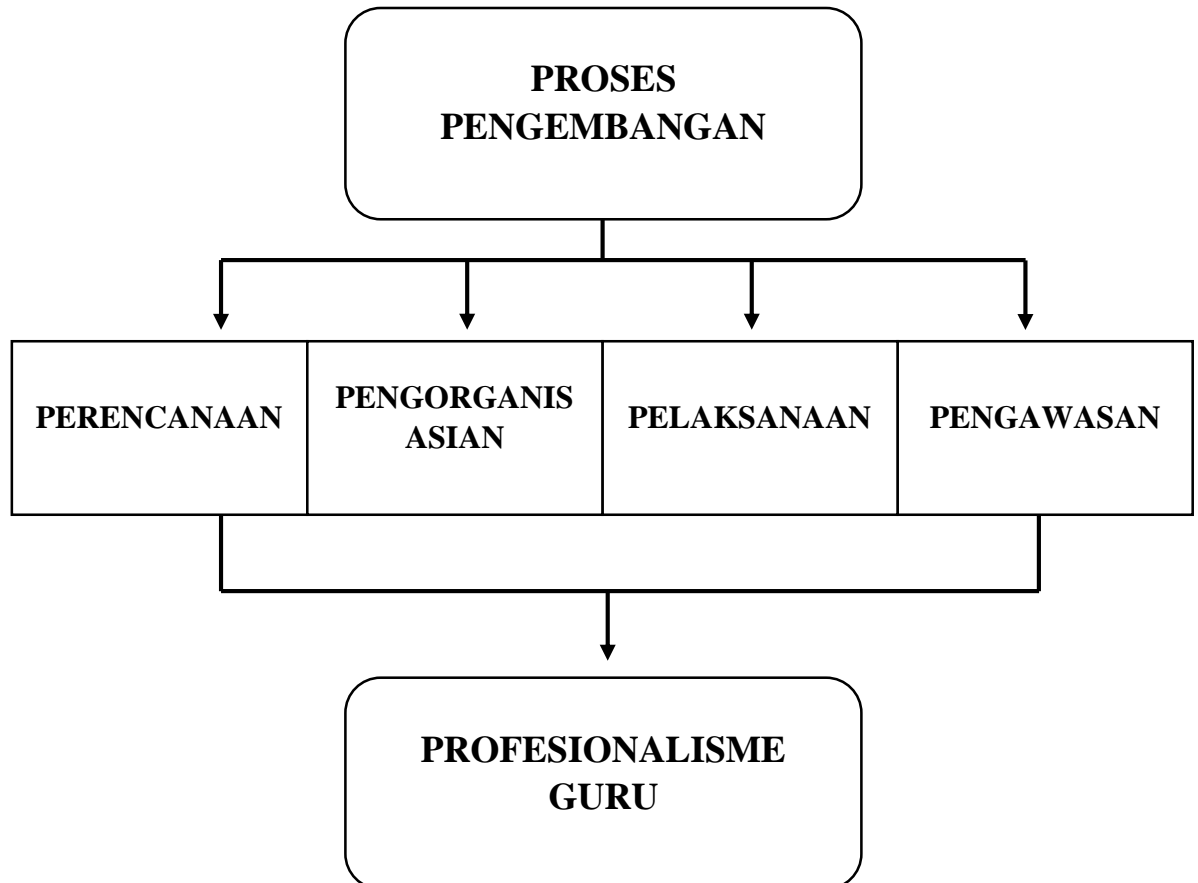 PROSES
PENGEMBANGAN
PERENCANAAN
PENGORGANIS
ASIAN
PELAKSANAAN
PENGAWASAN
PROFESIONALISME
GURU